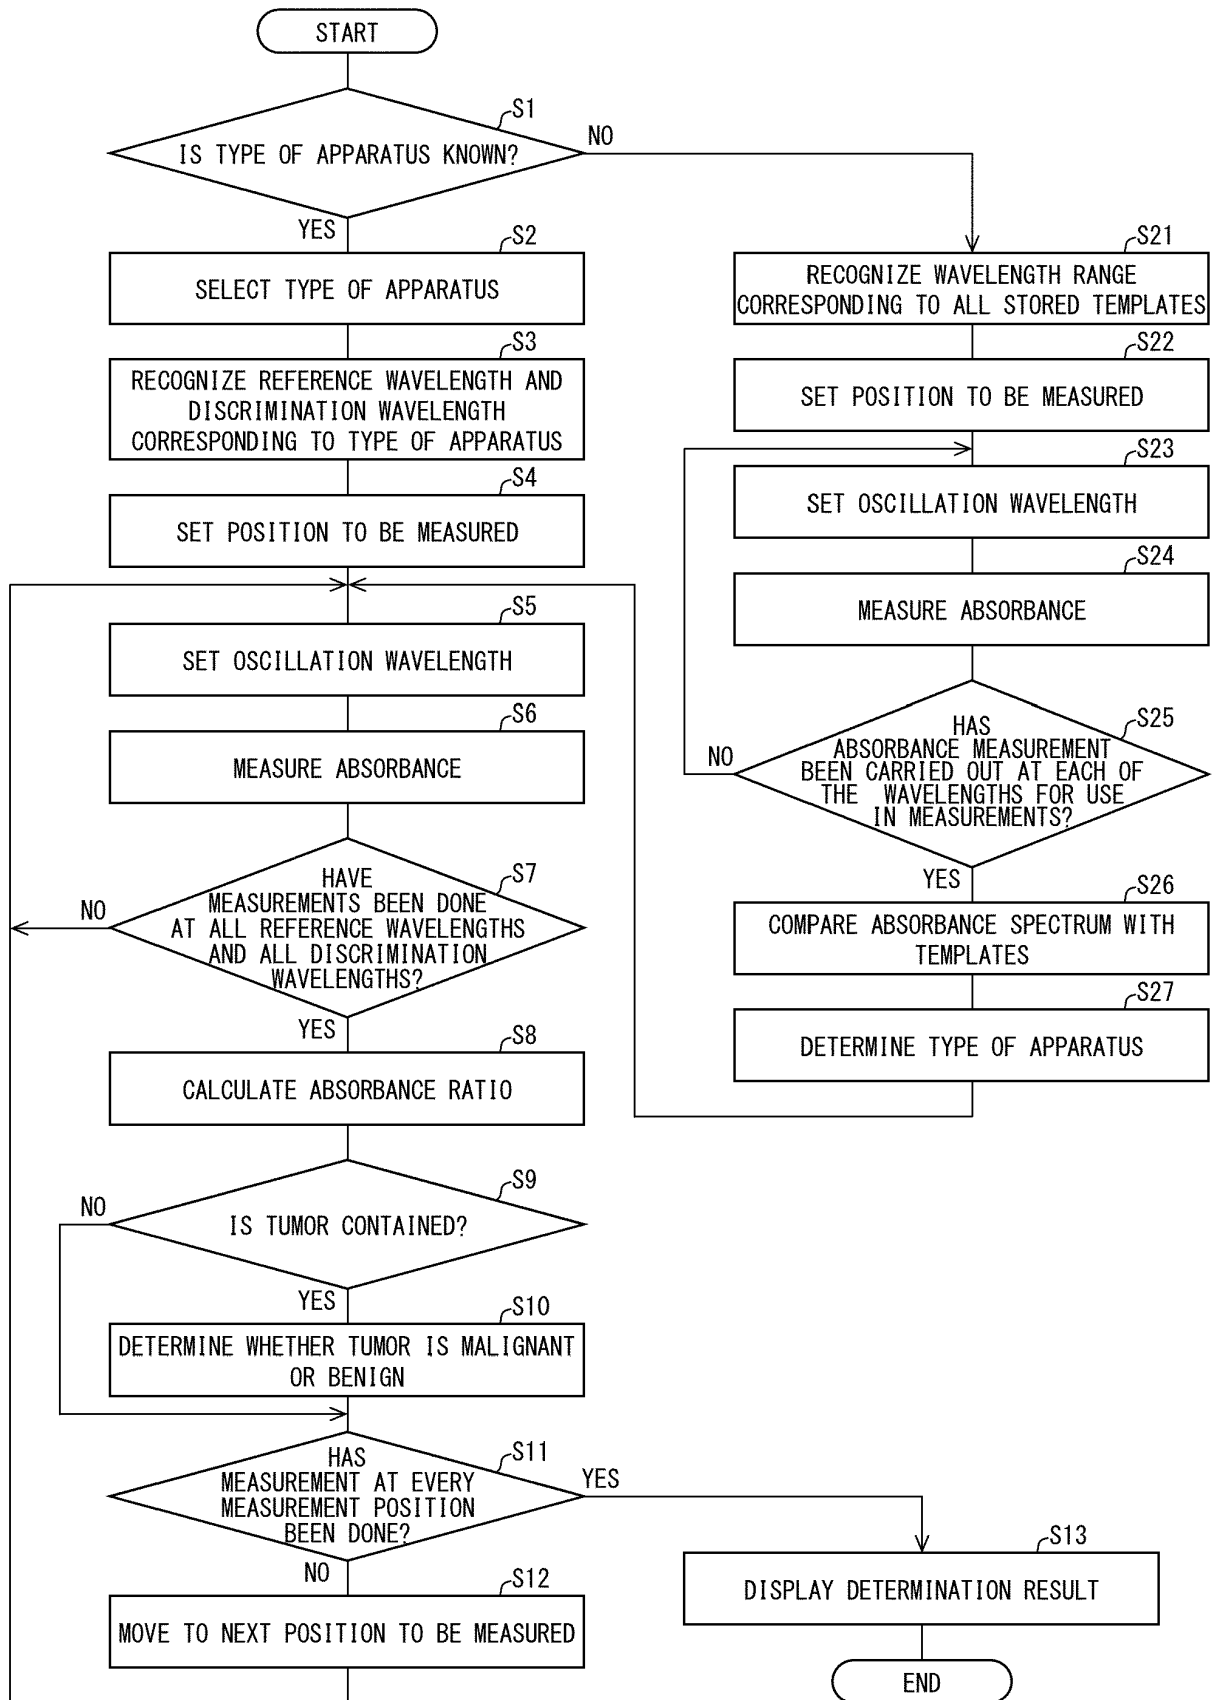 START
S1
IS TYPE OF APPARATUS KNOWN?
NO
YES
S2
SELECT TYPE OF APPARATUS
S3
RECOGNIZE REFERENCE WAVELENGTH AND
DISCRIMINATION WAVELENGTH
CORRESPONDING TO TYPE OF APPARATUS
S4
SET POSITION TO BE MEASURED
S5
SET OSCILLATION WAVELENGTH
S6
MEASURE ABSORBANCE
S7
HAVE
MEASUREMENTS BEEN DONE
AT ALL REFERENCE WAVELENGTHS
AND ALL DISCRIMINATION
WAVELENGTHS?
NO
YES
S8
CALCULATE ABSORBANCE RATIO
S9
IS TUMOR CONTAINED?
NO
YES
S10
DETERMINE WHETHER TUMOR IS MALIGNANT
OR BENIGN
S11
HAS
MEASUREMENT AT EVERY
MEASUREMENT POSITION
BEEN DONE?
YES
NO
S12
MOVE TO NEXT POSITION TO BE MEASURED
S21
RECOGNIZE WAVELENGTH RANGE
CORRESPONDING TO ALL STORED TEMPLATES
S22
SET POSITION TO BE MEASURED
S23
SET OSCILLATION WAVELENGTH
S24
MEASURE ABSORBANCE
S25
HAS
ABSORBANCE MEASUREMENT
BEEN CARRIED OUT AT EACH OF
THE WAVELENGTHS FOR USE
IN MEASUREMENTS?
NO
YES
S26
COMPARE ABSORBANCE SPECTRUM WITH
TEMPLATES
S27
DETERMINE TYPE OF APPARATUS
S13
DISPLAY DETERMINATION RESULT
END